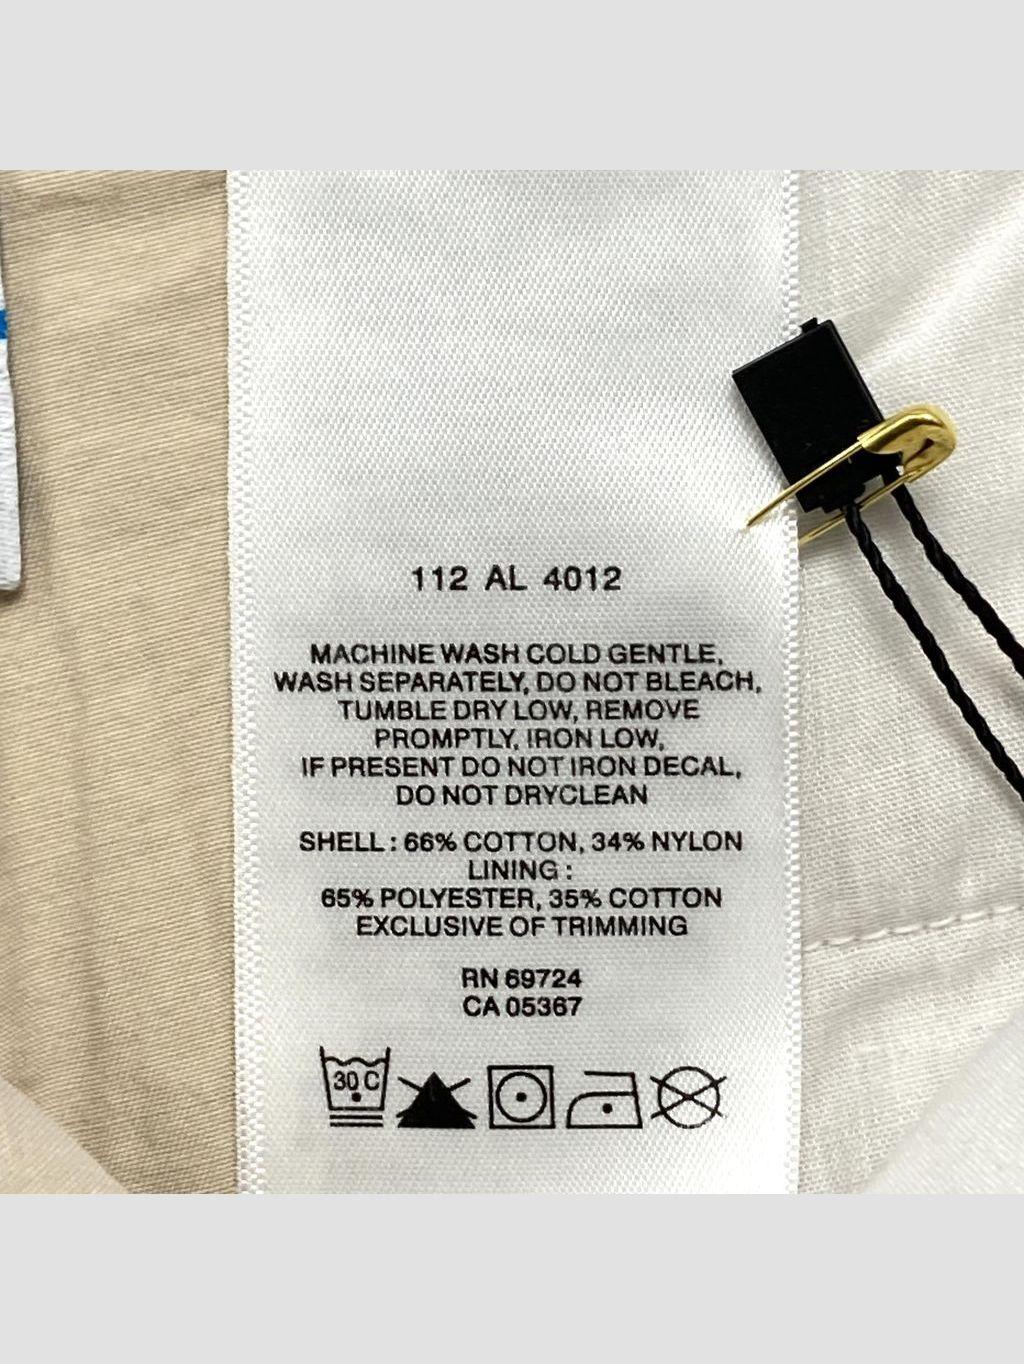 112 AL 4012
MACHINE WASH COLD GENTLE,
WASH SEPARATELY, DO NOT BLEACH,
TUMBLE DRY LOW, REMOVE
PROMPTLY, IRON LOW,
IF PRESENT DO NOT IRON DECAL,
DO NOT DRYCLEAN
SHELL : 66% COTTON, 34% NYLON
LINING :
65% POLYESTER, 35% COTTON
EXCLUSIVE OF TRIMMING
RN 69724
CA 05367
30 C